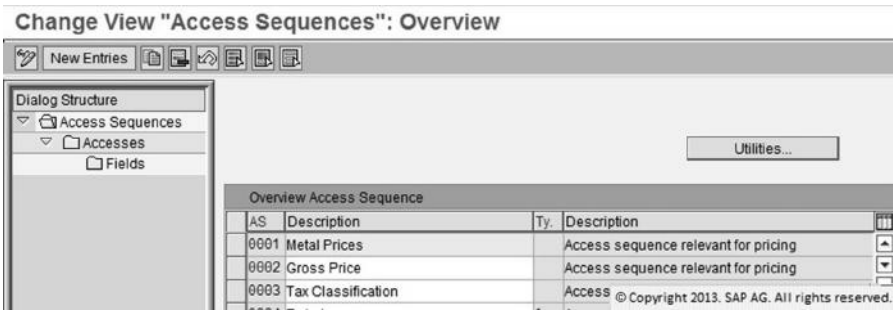 Change View "Access Sequences": Overview
New Entries
Dialog Structure
Access Sequences
Accesses
Fields
Utilities...
Overview Access Sequence
AS Description Ty. Description
0001 Metal Prices Access sequence relevant for pricing
0002 Gross Price Access sequence relevant for pricing
0003 Tax Classification Access
© Copyright 2013. SAP AG. All rights reserved.